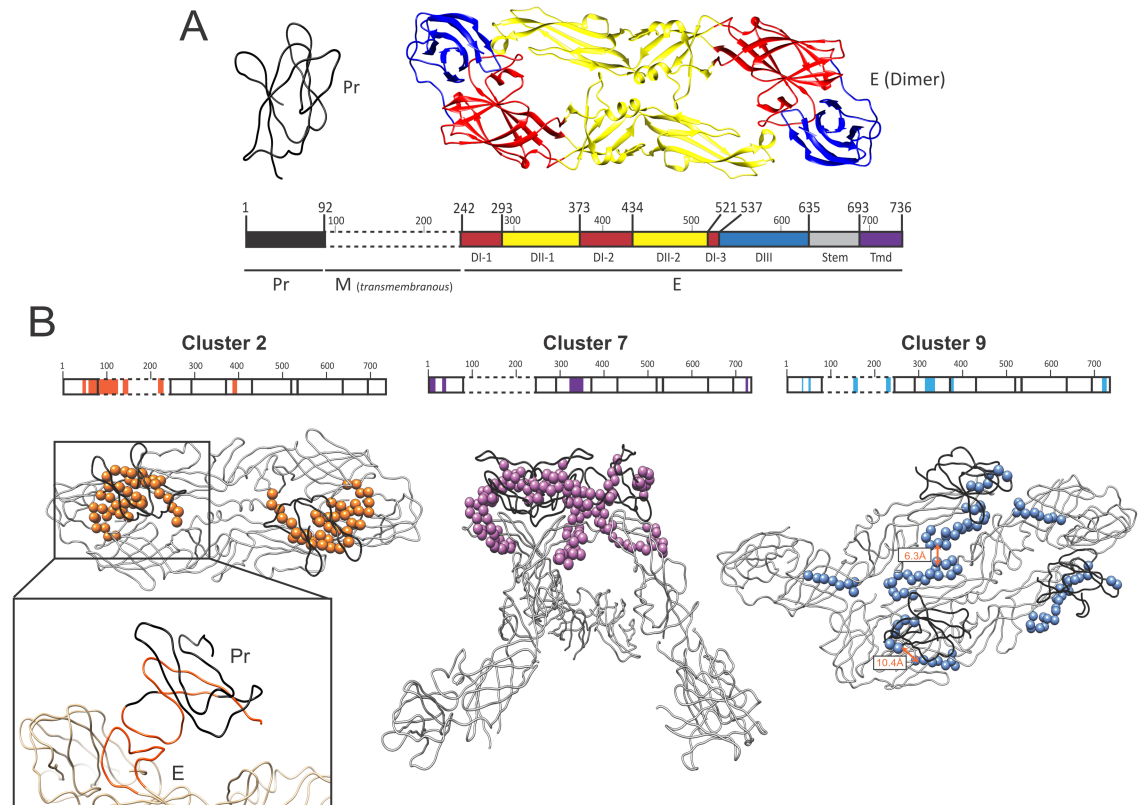 A
Pr
E (Dimer)
1 92 242 293 373 434 521 537 635 693 736
100 200 300 400 500 600 700
DI-1 DII-1 DI-2 DII-2 DI-3 DIII Stem Tmd
Pr M (transmembranous) E
B
Cluster 2 Cluster 7 Cluster 9
1 100 200 300 400 500 600 700 1 100 200 300 400 500 600 700 1 100 200 300 400 500 600 700
6.3Å
10.4Å
Pr
E